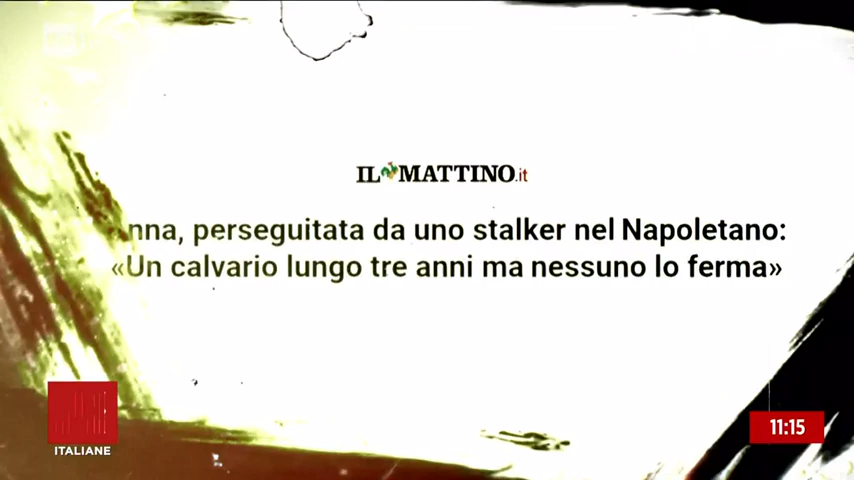 IL MATTINO.it
nna, perseguitata da uno stalker nel Napoletano:
«Un calvario lungo tre anni ma nessuno lo ferma»
ITALIANE
11:15